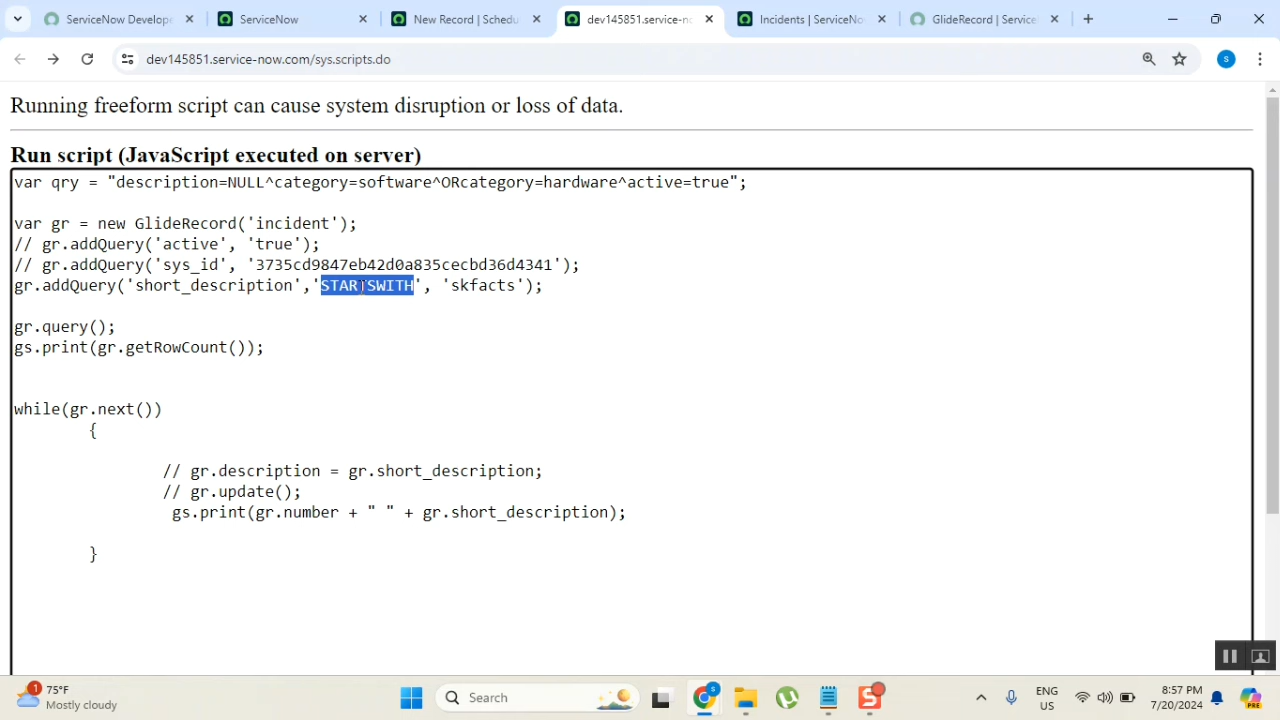 ServiceNow Develope
ServiceNow
New Record | Schedu
dev145851.service-no
Incidents | ServiceNo
GlideRecord | Service
dev145851.service-now.com/sys.scripts.do
s
Running freeform script can cause system disruption or loss of data.
Run script (JavaScript executed on server)
var qry = "description=NULL^category=software^ORcategory=hardware^active=true";
var gr = new GlideRecord('incident');
// gr.addQuery('active', 'true');
// gr.addQuery('sys_id', '3735cd9847eb42d0a835cecbd36d4341');
gr.addQuery('short_description','STARTSWITH', 'skfacts');
gr.query();
gs.print(gr.getRowCount());
while(gr.next())
{
// gr.description = gr.short_description;
// gr.update();
gs.print(gr.number + " " + gr.short_description);
}
1
75°F
Mostly cloudy
Search
S
S
ENG
US
8:57 PM
7/20/2024
PRE